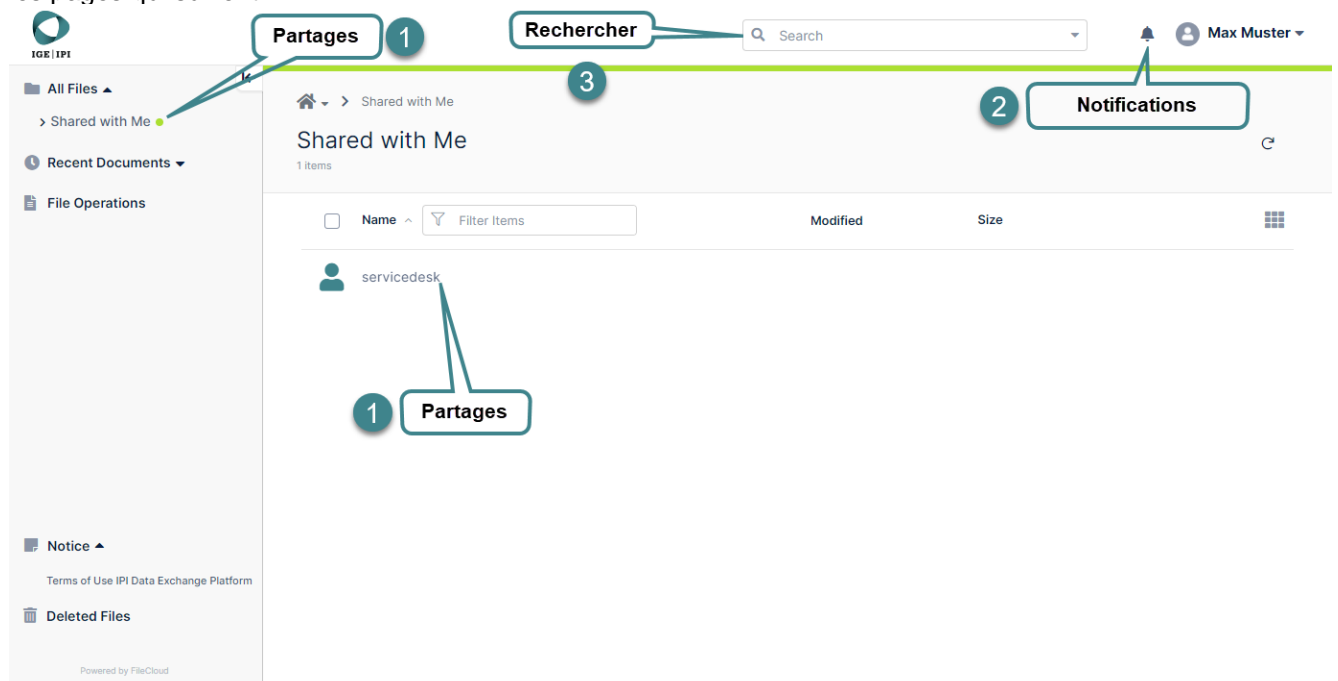 IGE|IPI
Partages
1
Rechercher
Search
Max Muster
All Files
3
Shared with Me
Shared with Me
2
Notifications
Shared with Me
1 items
Recent Documents
File Operations
Name
Filter Items
Modified
Size
servicedesk
1
Partages
Notice
Terms of Use IPI Data Exchange Platform
Deleted Files
Powered by FileCloud